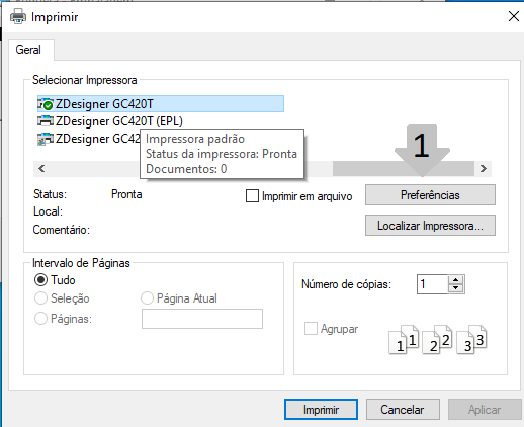 Imprimir
Geral
Selecionar Impressora
ZDesigner GC420T
ZDesigner GC420T (EPL)
ZDesigner GC42
Impressora padrão
Status da impressora: Pronta
Documentos: 0
1
Status: Pronta
Imprimir em arquivo
Preferências
Local:
Localizar Impressora...
Comentário:
Intervalo de Páginas
Tudo
Seleção
Página Atual
Páginas:
Número de cópias: 1
Agrupar
1 1 2 2 3 3
Imprimir
Cancelar
Aplicar